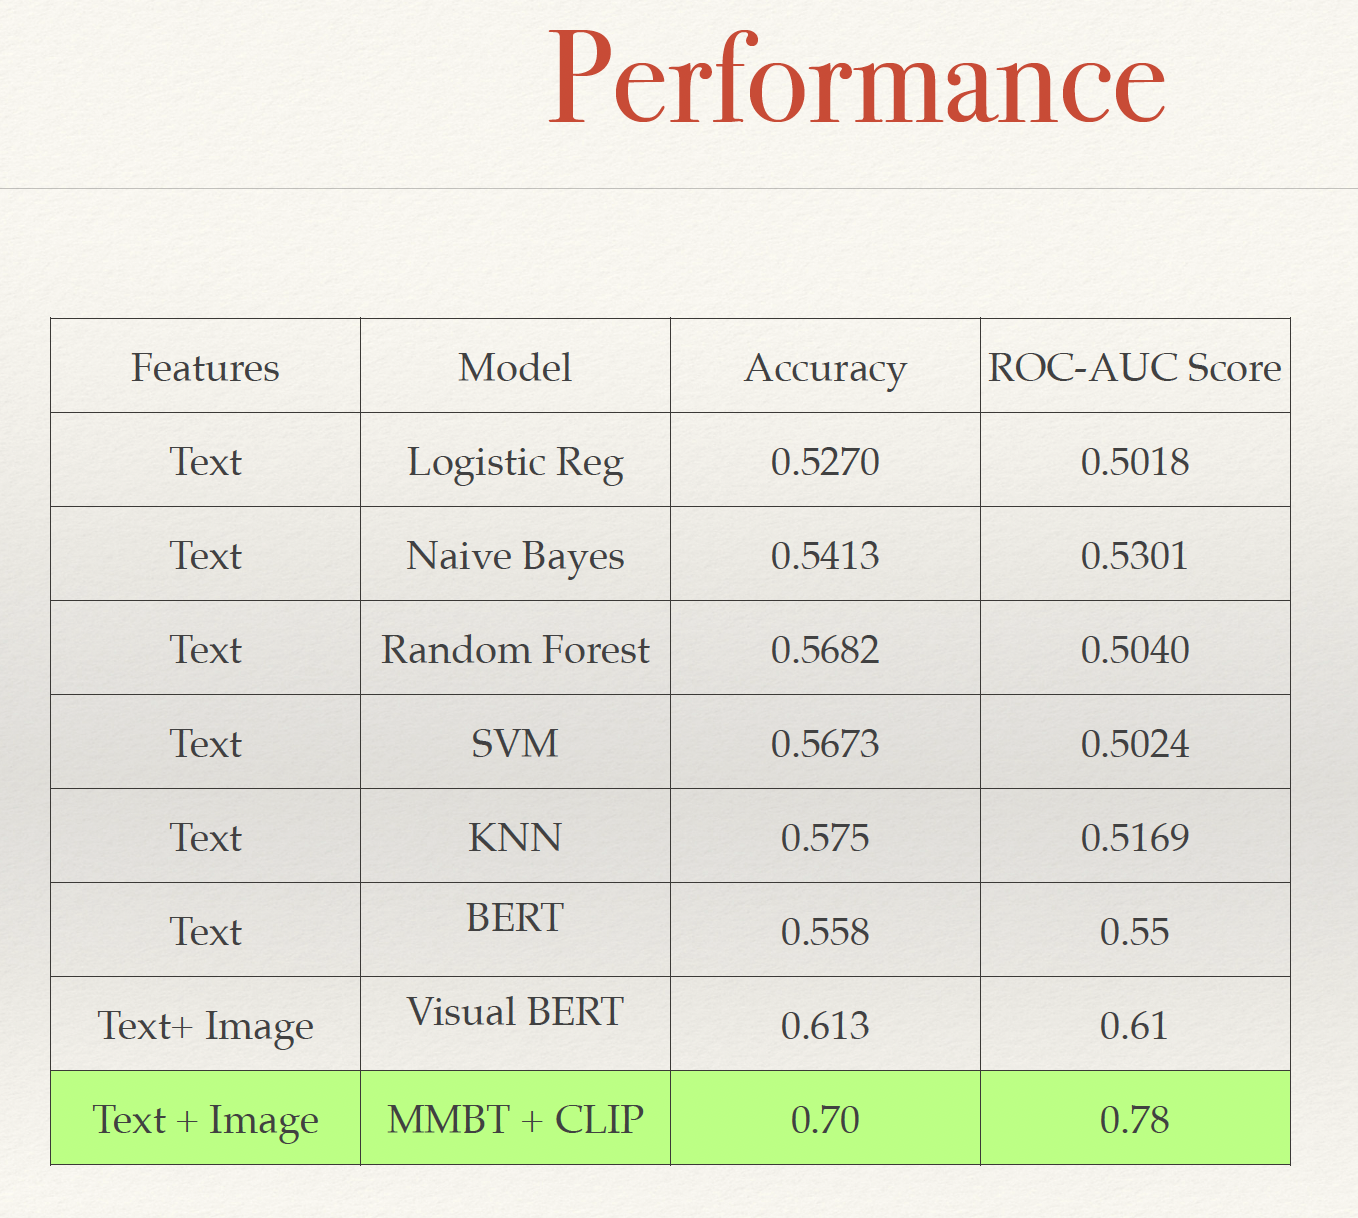 Performance
Features Model Accuracy ROC-AUC Score
Text Logistic Reg 0.5270 0.5018
Text Naive Bayes 0.5413 0.5301
Text Random Forest 0.5682 0.5040
Text SVM 0.5673 0.5024
Text KNN 0.575 0.5169
Text BERT 0.558 0.55
Text+ Image Visual BERT 0.613 0.61
Text + Image MMBT + CLIP 0.70 0.78